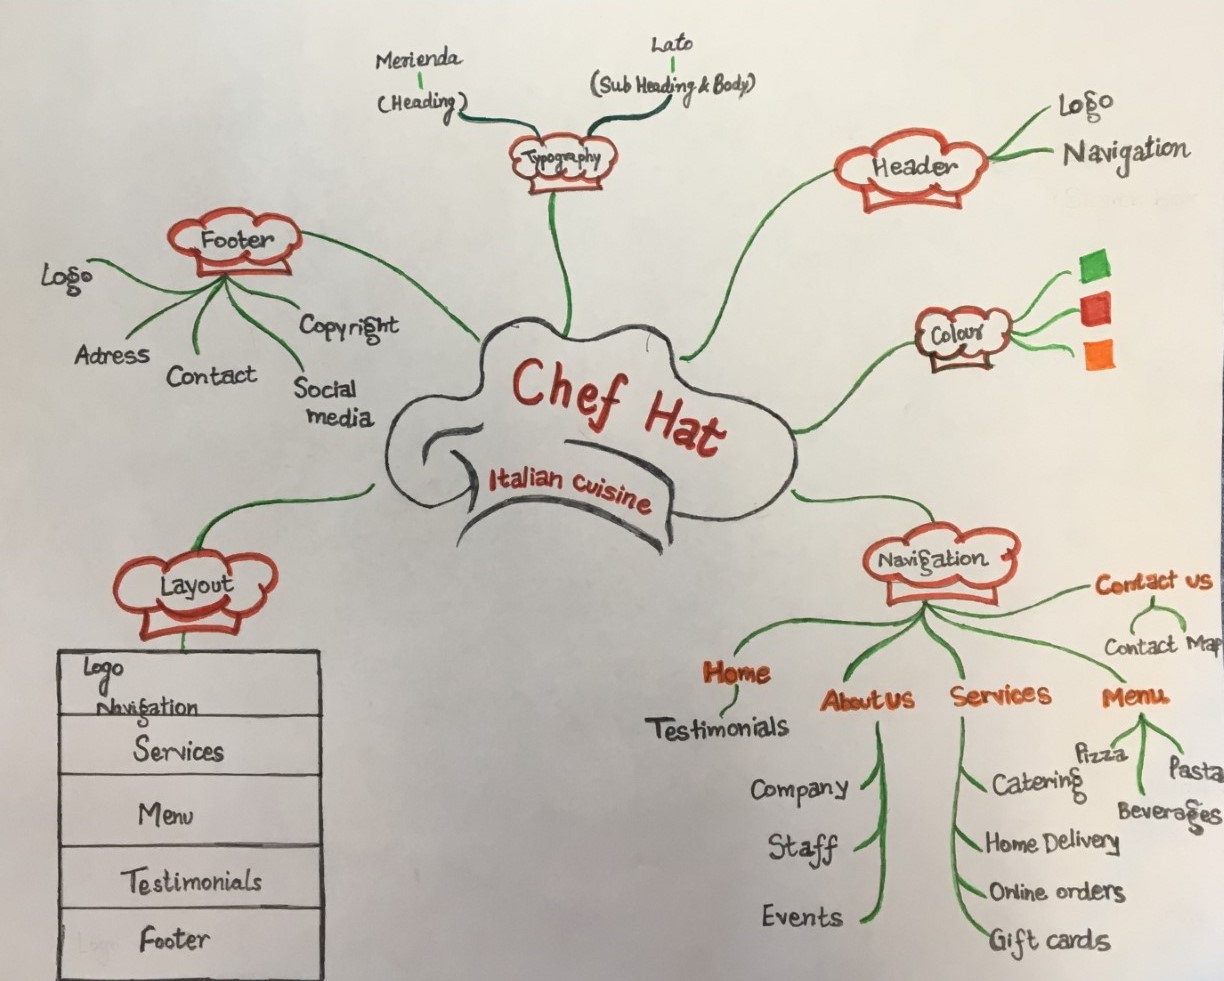 Merienda
(Heading)
Lato
(Sub Heading & Body)
Typography
Header
Logo
Navigation
Footer
Logo
Adress
Contact
Social
media
Copyright
Colour
Chef Hat
Italian cuisine
Layout
Logo
Navigation
Services
Menu
Testimonials
Footer
Navigation
Home
Testimonials
About us
Company
Staff
Events
Services
Catering
Home Delivery
Online orders
Gift cards
Menu
Pizza
Pasta
Beverages
Contact us
Contact
Map